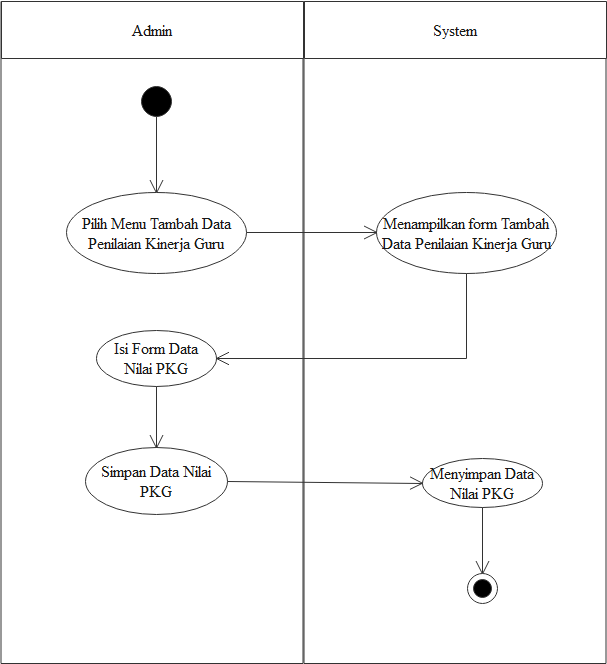 Admin
System
Pilih Menu Tambah Data
Penilaian Kinerja Guru
Menampilkan form Tambah
Data Penilaian Kinerja Guru
Isi Form Data
Nilai PKG
Simpan Data Nilai
PKG
Menyimpan Data
Nilai PKG